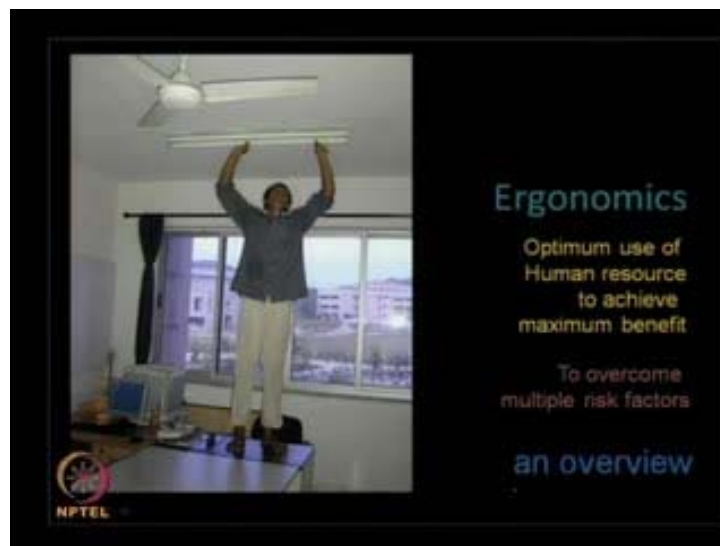 Ergonomics
Optimum use of
Human resource
to achieve
maximum benefit
To overcome
multiple risk factors
an overview
NPTEL